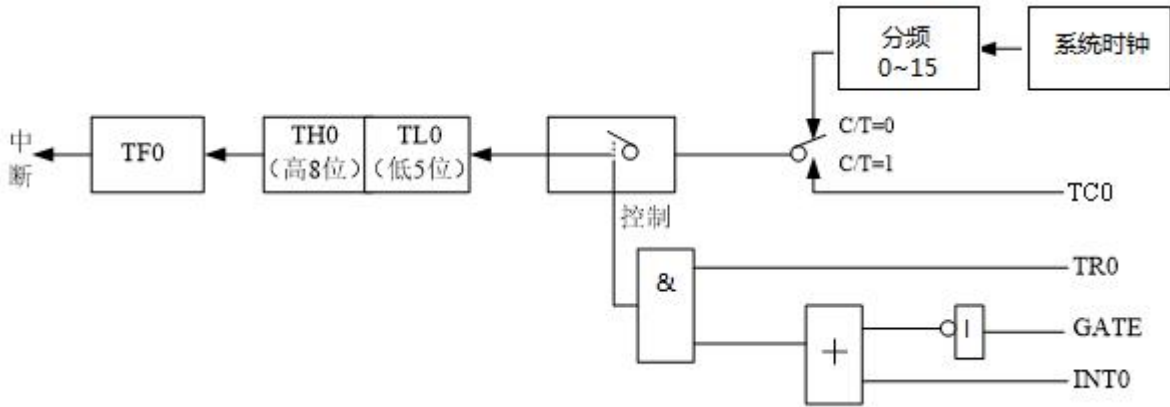 分频
0~15
系统时钟
中
断
TF0
TH0
(高8位)
TL0
(低5位)
C/T=0
C/T=1
TC0
控制
&
TR0
+
1
GATE
INT0